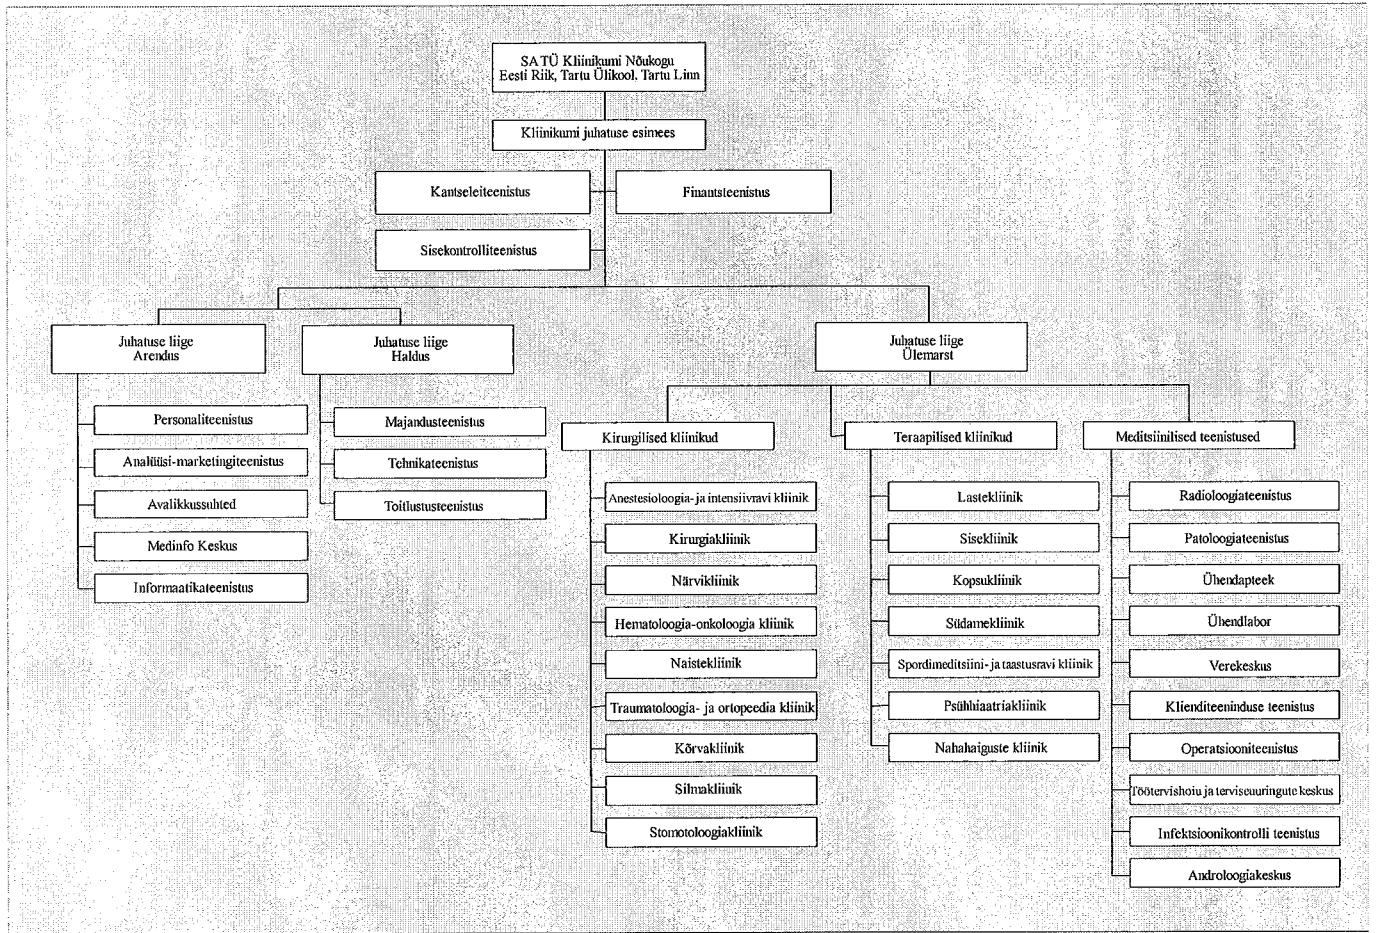 SA TÜ Kliinikumi Nõukogu
Eesti Riik, Tartu Ülikool, Tartu Linn
Kliinikumi juhatuse esimees
Kantseleiteenistus
Finantsteenistus
Sisekontrolliteenistus
Juhatuse liige
Arendus
Juhatuse liige
Haldus
Juhatuse liige
Ülemarst
Personaliteenistus
Analüüsi-marketingiteenistus
Avalikkussuhted
Medinfo Keskus
Informaatikateenistus
Majandusteenistus
Tehnikateenistus
Toitlustusteenistus
Kirurgilised kliinikud
Anestesioloogia- ja intensiivravi kliinik
Kirurgiakliinik
Närvikliinik
Hematoloogia-onkoloogia kliinik
Naistekliinik
Traumatoloogia- ja ortopeedia kliinik
Kõrvakliinik
Silmakliinik
Stomotoloogiakliinik
Teraapilised kliinikud
Lastekliinik
Sisekliinik
Kopsukliinik
Südamekliinik
Spordimeditsiini- ja taastusravi kliinik
Psühhiaatriakliinik
Nahahaiguste kliinik
Meditsiinilised teenistused
Radioloogiateenistus
Patoloogiateenistus
Ühendapteek
Ühendlabor
Verekeskus
Klienditeeninduse teenistus
Operatsiooniteenistus
Töötervishoiu ja terviseuuringute keskus
Infektsioonikontrolli teenistus
Androloogiakeskus